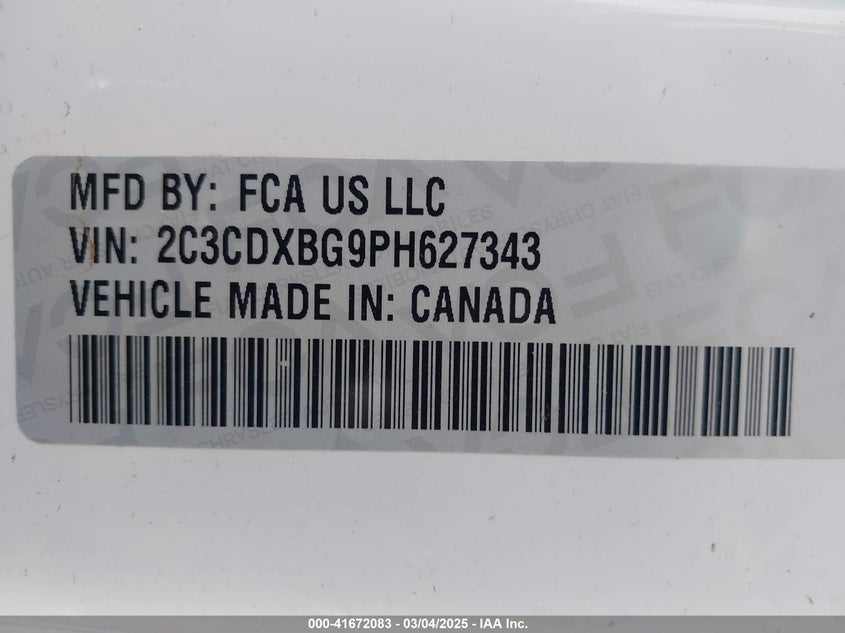 MFD BY: FCA US LLC
VIN: 2C3CDXBG9PH627343
VEHICLE MADE IN: CANADA
000-41672083 - 03/04/2025 - IAA Inc.